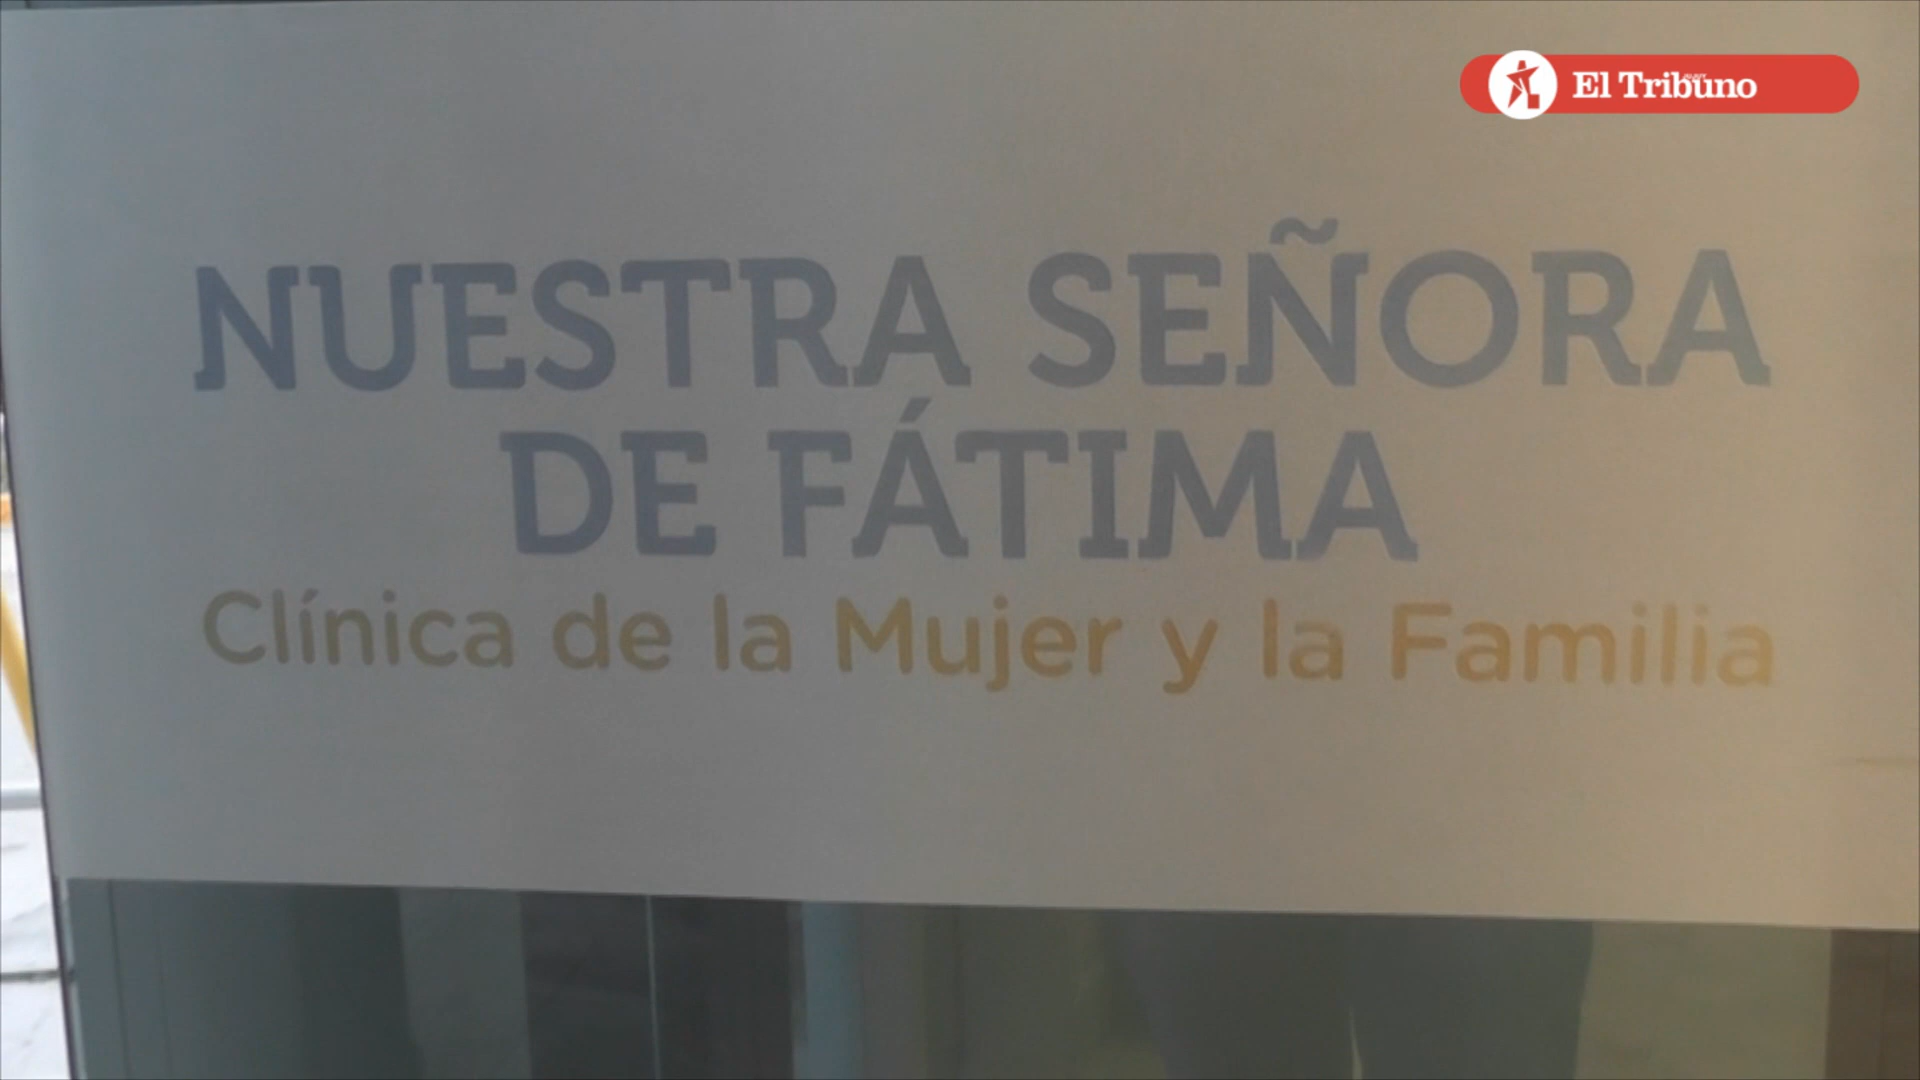 El Tribuno
NUESTRA SEÑORA
DE FÁTIMA
Clínica de la Mujer y la Familia